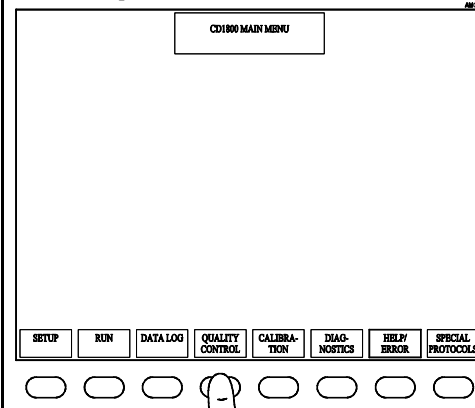 CD1800 MAIN MENU
SETUP
RUN
DATA LOG
QUALITY
CONTROL
CALIBRA-
TION
DIAG-
NOSTICS
HELP/
ERROR
SPECIAL
PROTOCOLS